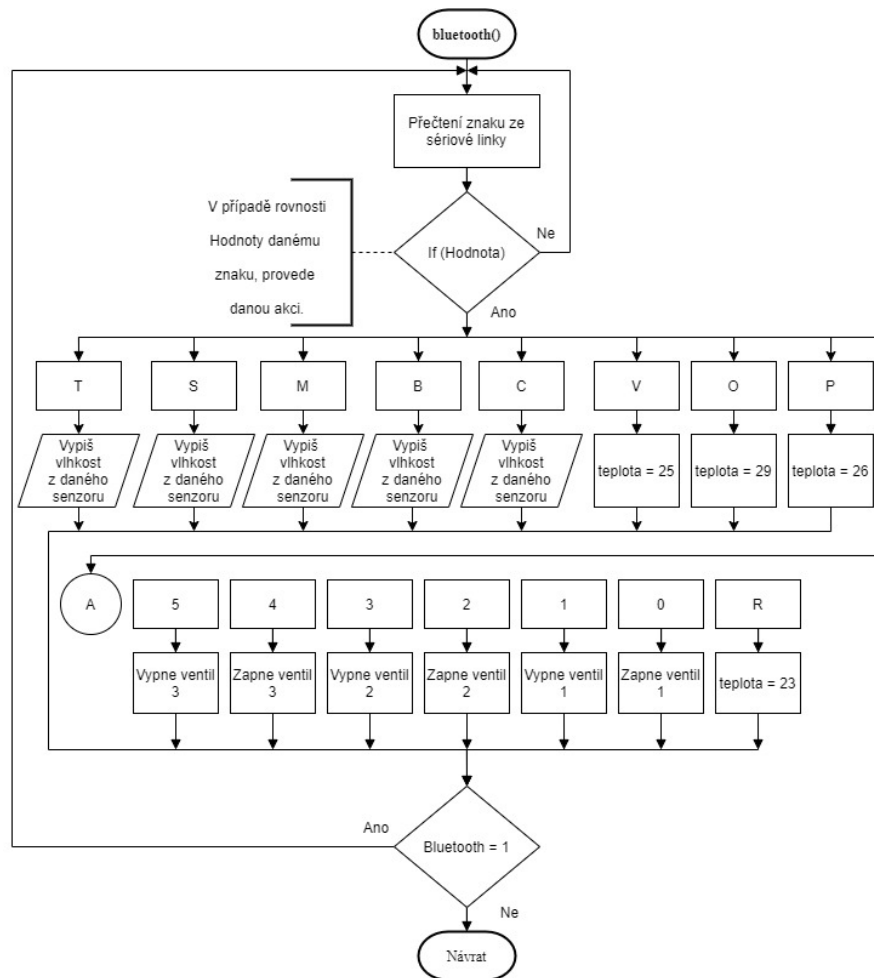 bluetooth()
Přečtení znaku ze
sériové linky
V případě rovnosti
Hodnoty danému
znaku, provede
danou akci.
If (Hodnota)
Ne
Ano
T
S
M
B
C
V
O
P
Vypiš
vlhkost
z daného
senzoru
Vypiš
vlhkost
z daného
senzoru
Vypiš
vlhkost
z daného
senzoru
Vypiš
vlhkost
z daného
senzoru
Vypiš
vlhkost
z daného
senzoru
teplota = 25
teplota = 29
teplota = 26
A
5
4
3
2
1
0
R
Vypne ventil
3
Zapne ventil
3
Vypne ventil
2
Zapne ventil
2
Vypne ventil
1
Zapne ventil
1
teplota = 23
Ano
Bluetooth = 1
Ne
Návrat